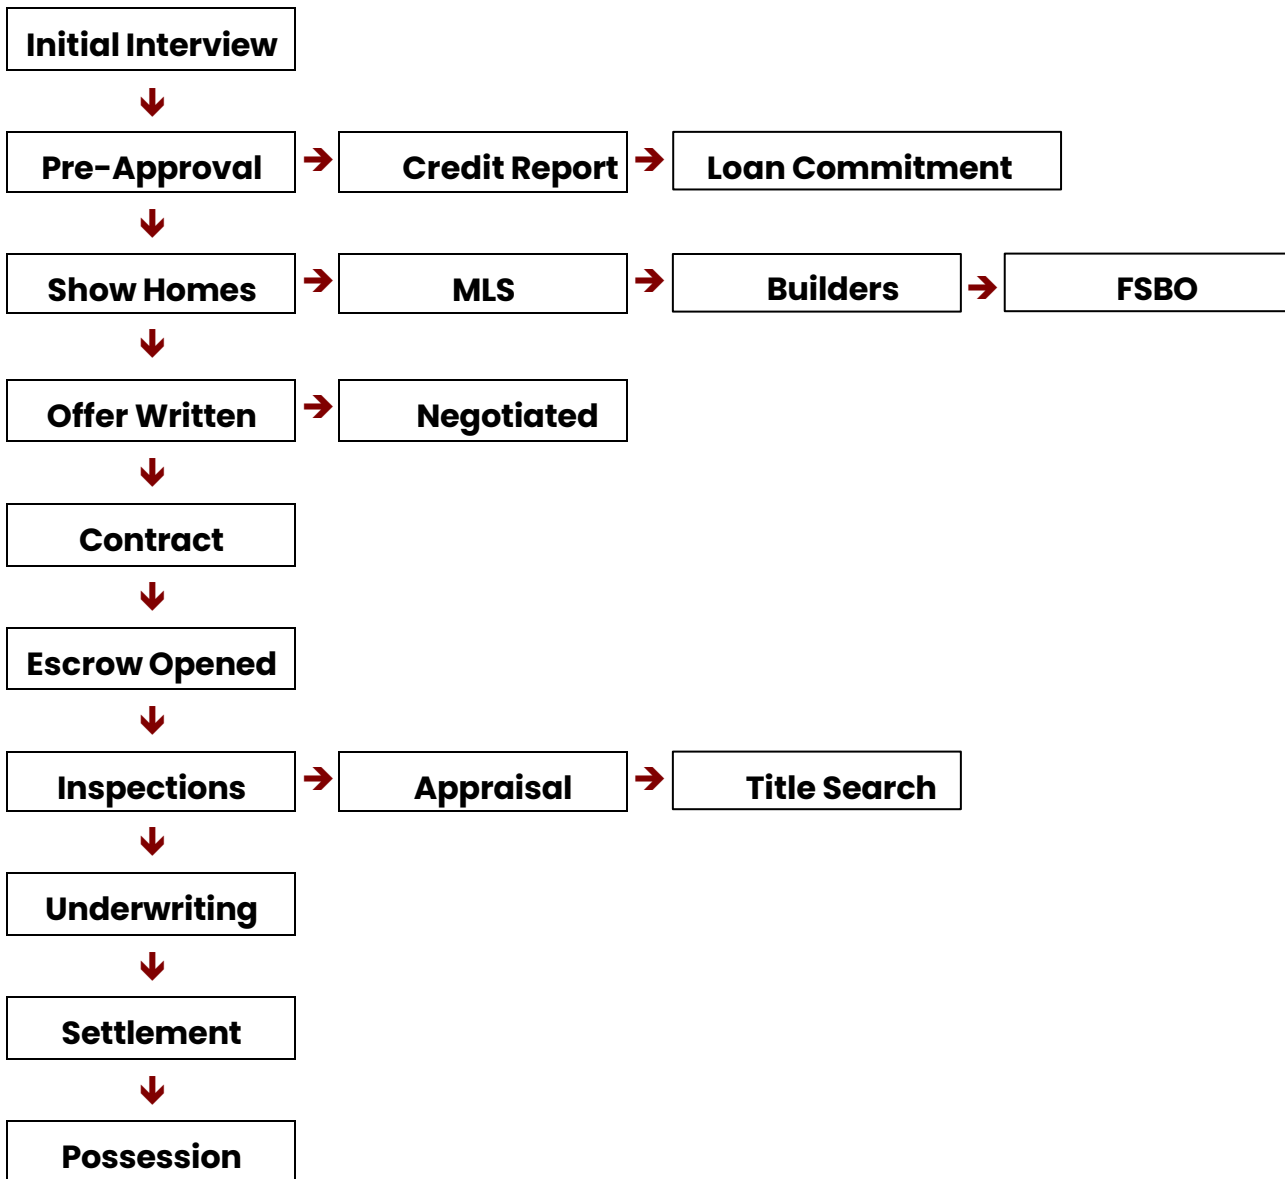 Initial Interview
Pre-Approval
Credit Report
Loan Commitment
Show Homes
MLS
Builders
FSBO
Offer Written
Negotiated
Contract
Escrow Opened
Inspections
Appraisal
Title Search
Underwriting
Settlement
Possession